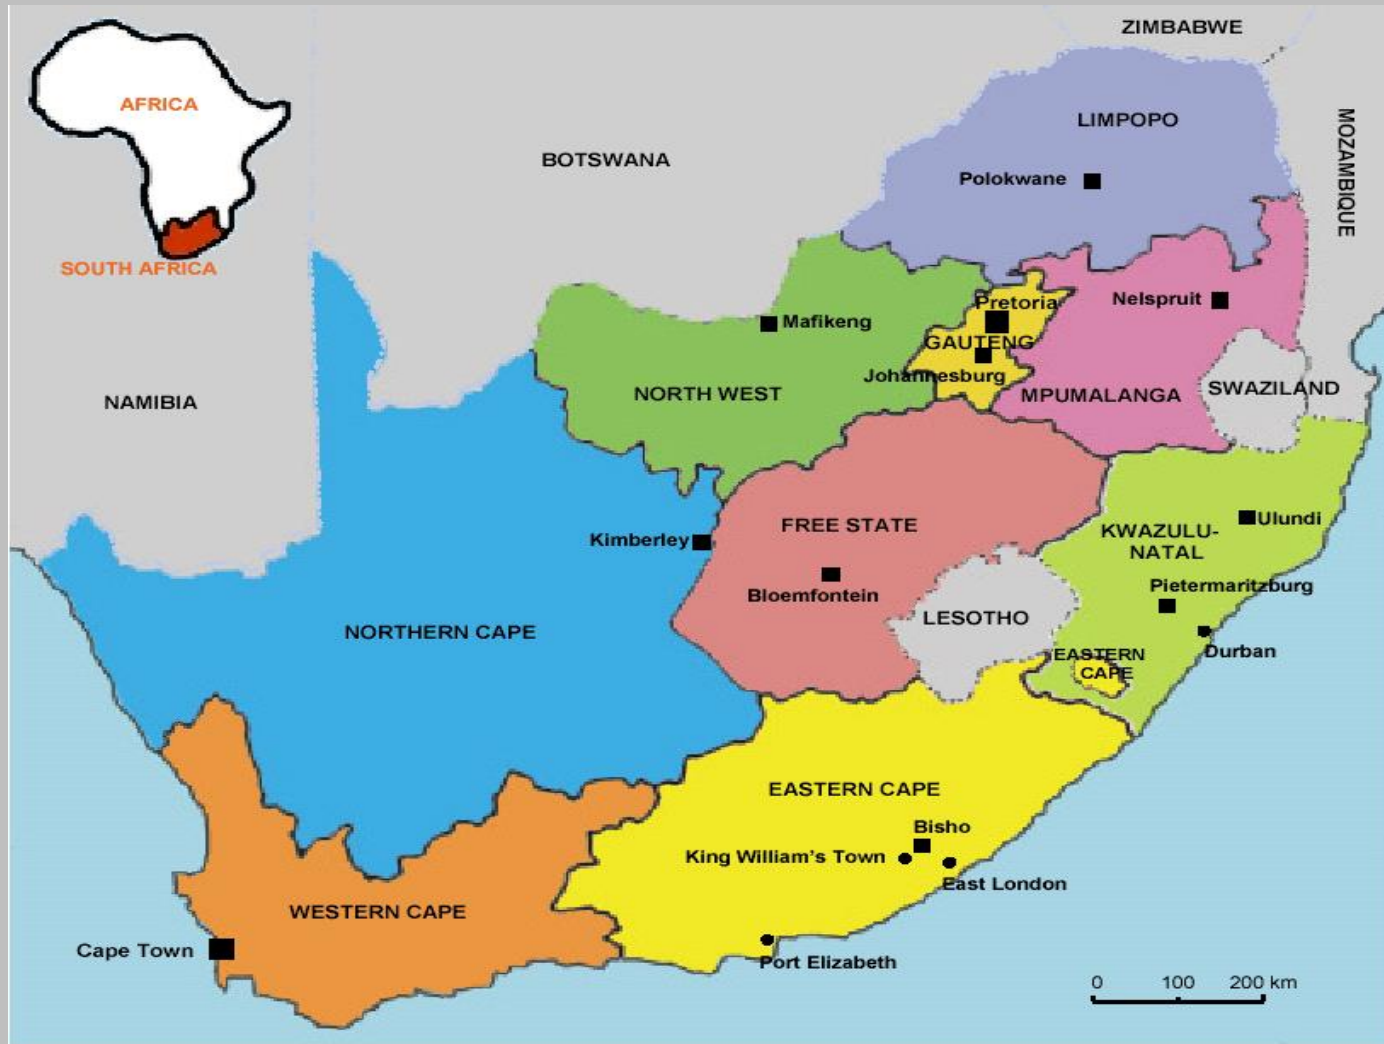 ZIMBABWE
AFRICA
MOZAMBIQUE
LIMPOPO
BOTSWANA
Polokwane
SOUTH AFRICA
Nelspruit
Pretoria
Mafikeng
GAUTENG
Johannesburg
NORTH WEST
MPUMALANGA
SWAZILAND
NAMIBIA
Ulundi
FREE STATE
KWAZULU-
NATAL
Kimberley
Pietermaritzburg
Bloemfontein
LESOTHO
NORTHERN CAPE
Durban
EASTERN
CAPE
EASTERN CAPE
Bisho
King William's Town
East London
WESTERN CAPE
Cape Town
Port Elizabeth
0 100 200 km